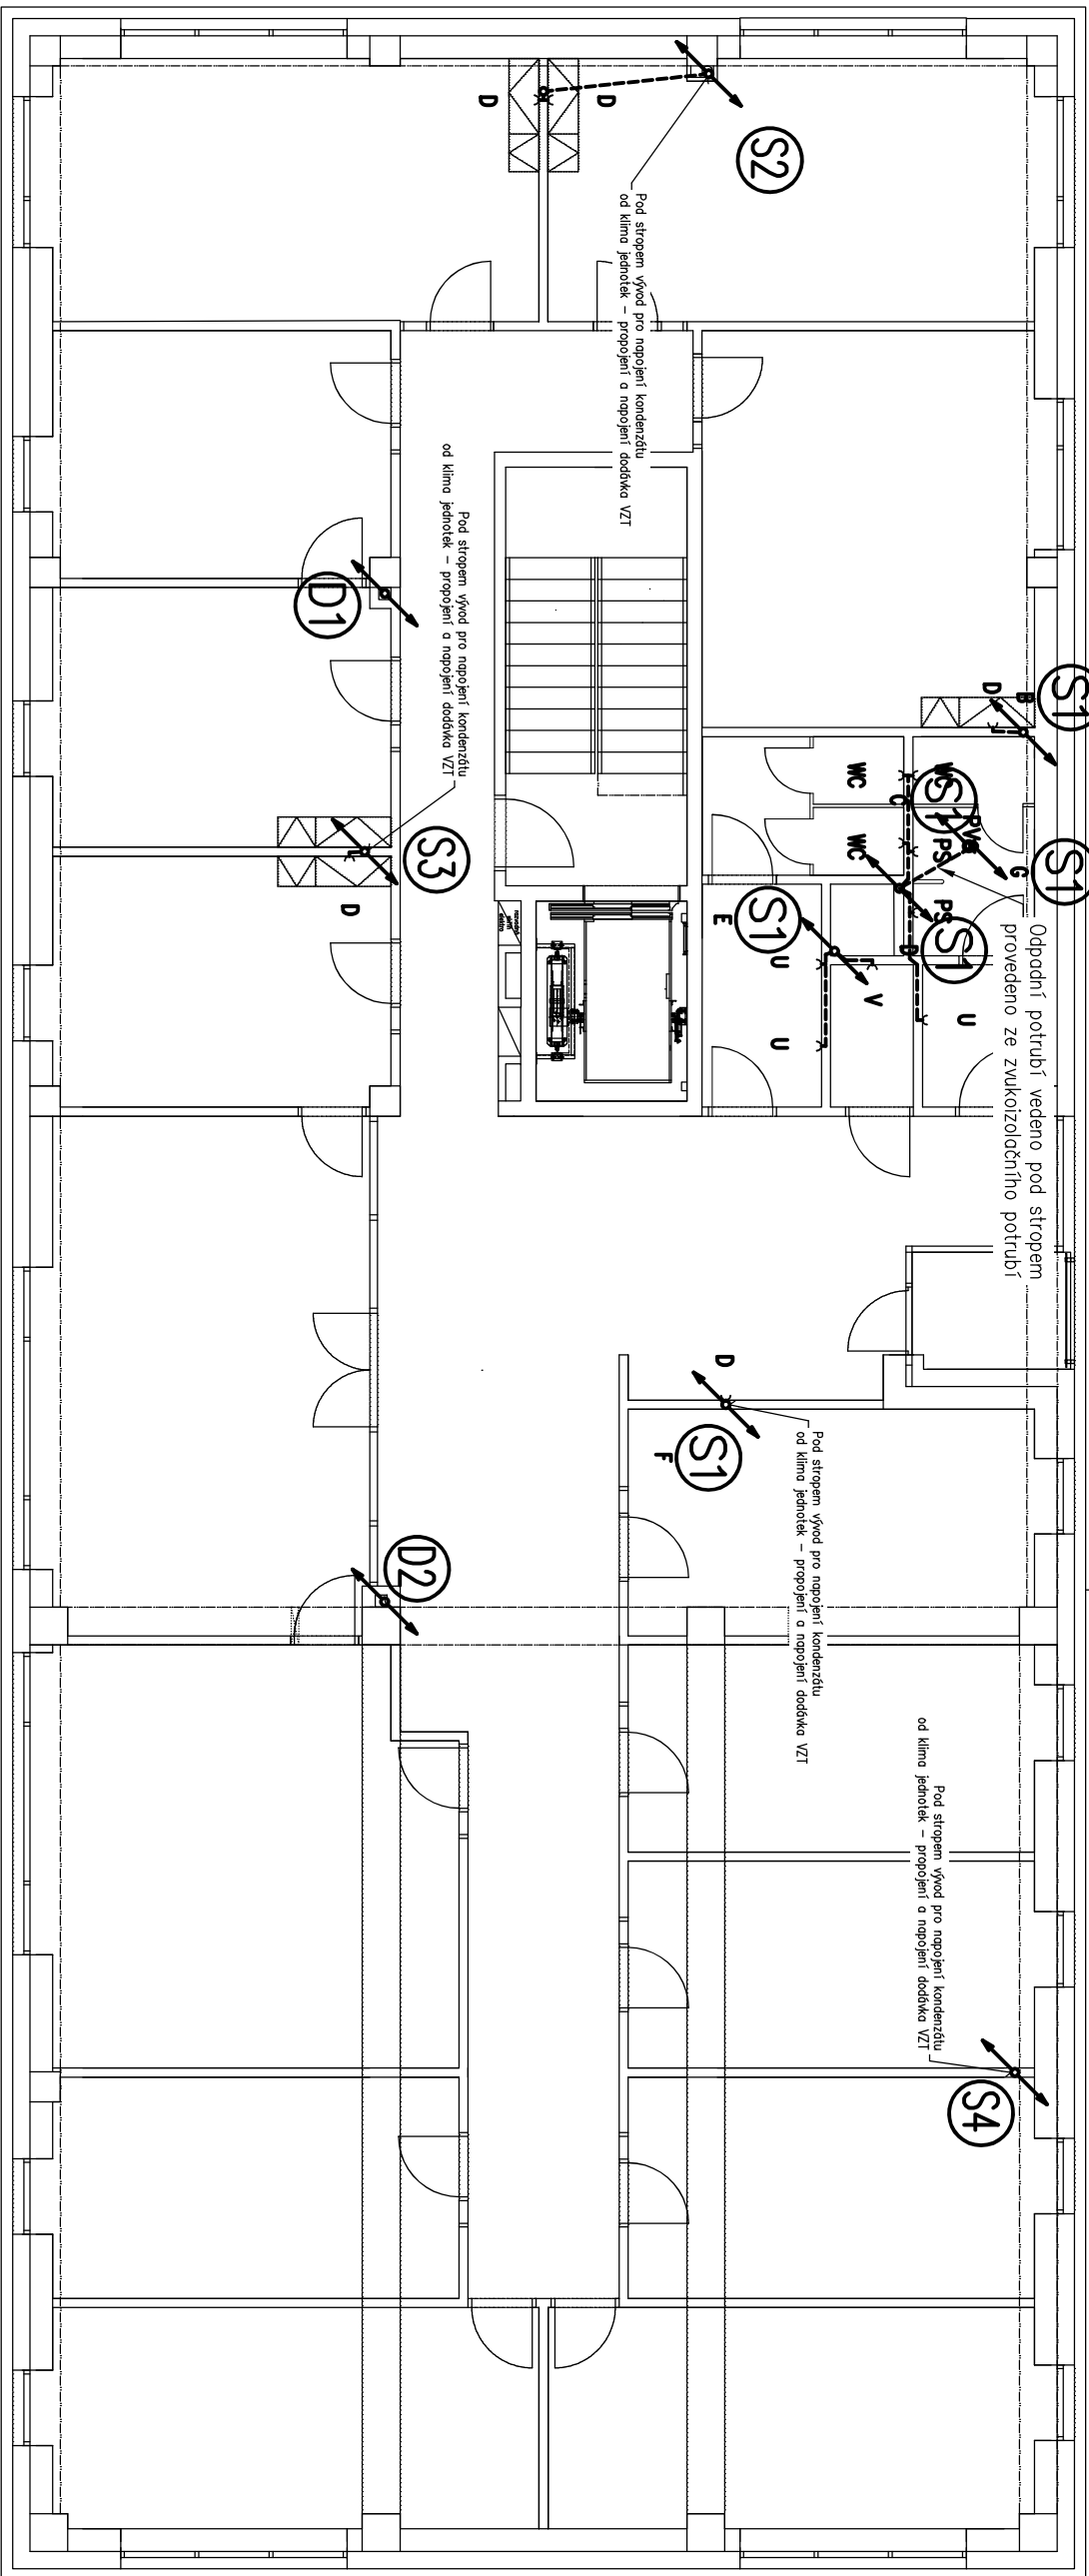 S2
D
D
Pod stropem vývod pro napojení kondenzátu
od klima jednotek – propojení a napojení dodávka VZT
D1
Pod stropem vývod pro napojení kondenzátu
od klima jednotek – propojení a napojení dodávka VZT
S3
D
S1
B
D
WC
WC
WC
C
S1
PVG
G
S1
PS
PS
S1
D
S1
E
U
U
U
V
Odpadní potrubí vedeno pod stropem
provedeno ze zvukoizolačního potrubí
D
S1
F
Pod stropem vývod pro napojení kondenzátu
od klima jednotek – propojení a napojení dodávka VZT
D2
Pod stropem vývod pro napojení kondenzátu
od klima jednotek – propojení a napojení dodávka VZT
S4